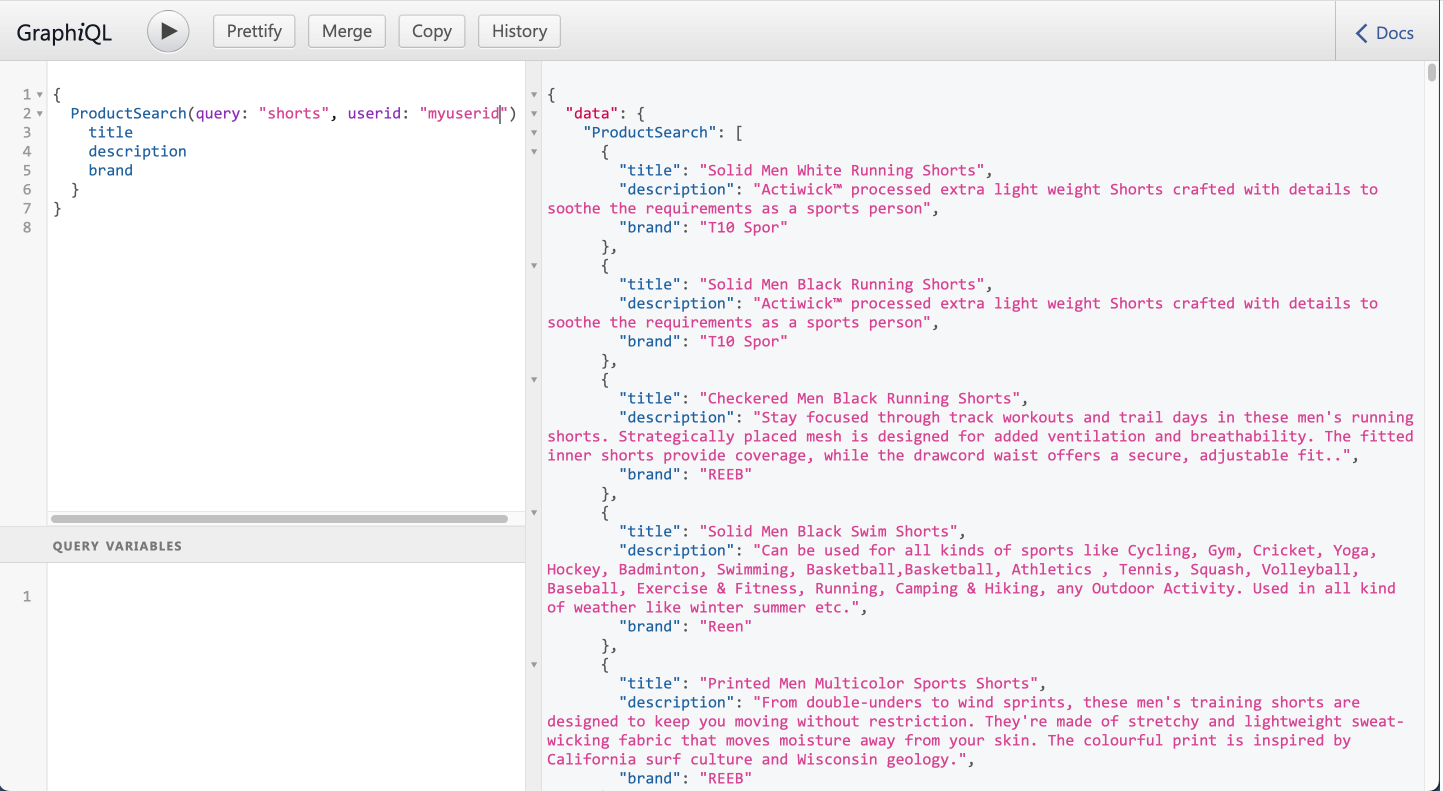 GraphiQL Prettify Merge Copy History Docs
1 {
2 ProductSearch(query: "shorts", userid: "myuserid")
3 title
4 description
5 brand
6 }
7 }
8
QUERY VARIABLES
1
{
"data": {
"ProductSearch": [
{
"title": "Solid Men White Running Shorts",
"description": "Actiwick™ processed extra light weight Shorts crafted with details to
soothe the requirements as a sports person",
"brand": "T10 Spor"
},
{
"title": "Solid Men Black Running Shorts",
"description": "Actiwick™ processed extra light weight Shorts crafted with details to
soothe the requirements as a sports person",
"brand": "T10 Spor"
},
{
"title": "Checkered Men Black Running Shorts",
"description": "Stay focused through track workouts and trail days in these men's running
shorts. Strategically placed mesh is designed for added ventilation and breathability. The fitted
inner shorts provide coverage, while the drawcord waist offers a secure, adjustable fit..",
"brand": "REEB"
},
{
"title": "Solid Men Black Swim Shorts",
"description": "Can be used for all kinds of sports like Cycling, Gym, Cricket, Yoga,
Hockey, Badminton, Swimming, Basketball,Basketball, Athletics , Tennis, Squash, Volleyball,
Baseball, Exercise & Fitness, Running, Camping & Hiking, any Outdoor Activity. Used in all kind
of weather like winter summer etc.",
"brand": "Reen"
},
{
"title": "Printed Men Multicolor Sports Shorts",
"description": "From double-unders to wind sprints, these men's training shorts are
designed to keep you moving without restriction. They're made of stretchy and lightweight sweat-
wicking fabric that moves moisture away from your skin. The colourful print is inspired by
California surf culture and Wisconsin geology.",
"brand": "REEB"